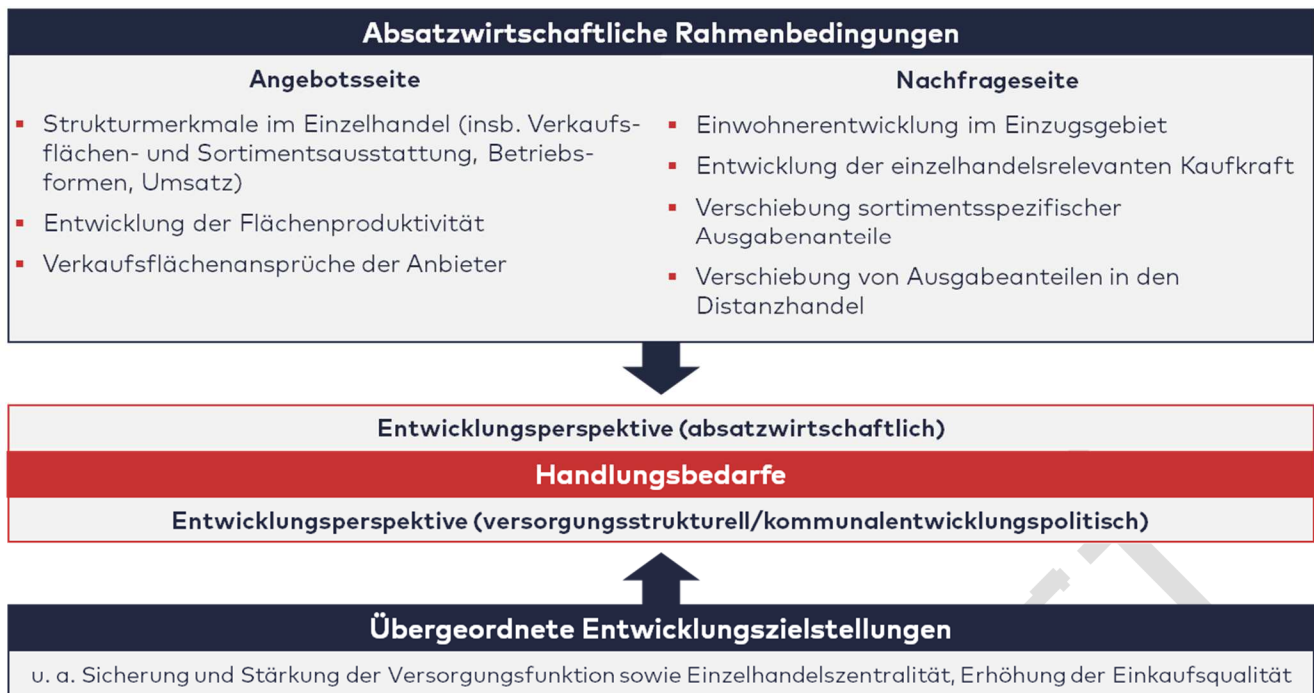 Absatzwirtschaftliche Rahmenbedingungen
Angebotsseite
▪ Strukturmerkmale im Einzelhandel (insb. Verkaufs-
flächen- und Sortimentsausstattung, Betriebs-
formen, Umsatz)
▪ Entwicklung der Flächenproduktivität
▪ Verkaufsflächenansprüche der Anbieter
Nachfrageseite
▪ Einwohnerentwicklung im Einzugsgebiet
▪ Entwicklung der einzelhandelsrelevanten Kaufkraft
▪ Verschiebung sortimentsspezifischer
Ausgabenanteile
▪ Verschiebung von Ausgabeanteilen in den
Distanzhandel
Entwicklungsperspektive (absatzwirtschaftlich)
Handlungsbedarfe
Entwicklungsperspektive (versorgungsstrukturell/kommunalentwicklungspolitisch)
Übergeordnete Entwicklungszielstellungen
u. a. Sicherung und Stärkung der Versorgungsfunktion sowie Einzelhandelszentralität, Erhöhung der Einkaufsqualität